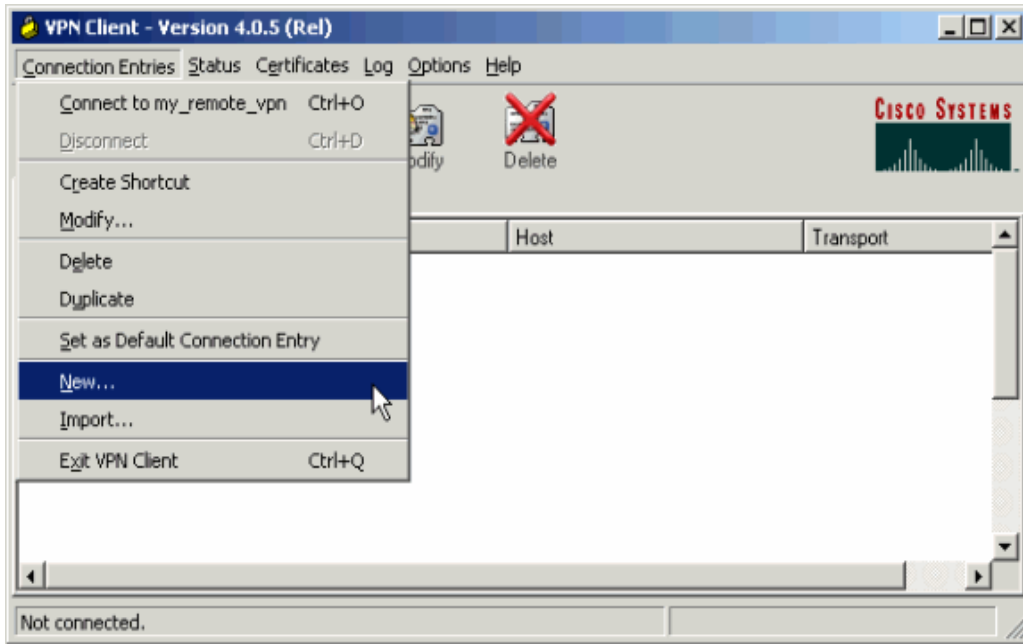 VPN Client - Version 4.0.5 (Rel)
Connection Entries Status Certificates Log Options Help
Connect to my_remote_vpn Ctrl+O
Disconnect Ctrl+D
Create Shortcut
Modify...
Delete
Duplicate
Set as Default Connection Entry
New...
Import...
Exit VPN Client Ctrl+Q
odify
Delete
CISCO SYSTEMS
Host
Transport
Not connected.